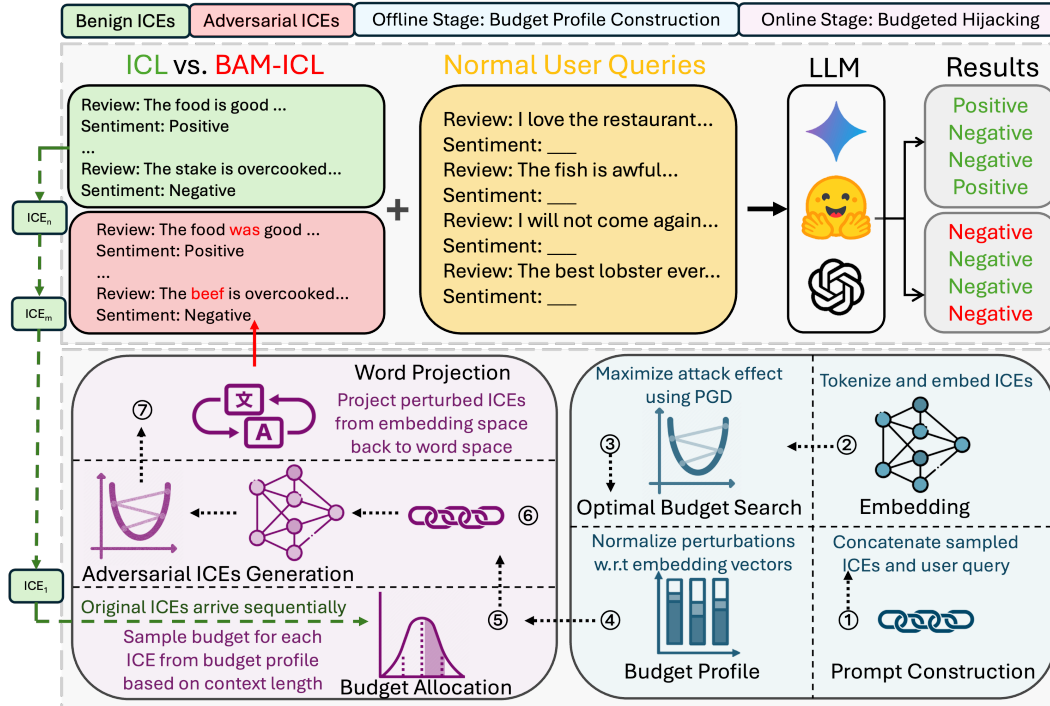 Benign ICEs
Adversarial ICEs
Offline Stage: Budget Profile Construction
Online Stage: Budgeted Hijacking
ICL vs. BAM-ICL
Normal User Queries
LLM
Results
Review: The food is good ...
Sentiment: Positive
...
Review: The stake is overcooked...
Sentiment: Negative
Review: The food was good ...
Sentiment: Positive
...
Review: The beef is overcooked...
Sentiment: Negative
+
Review: I love the restaurant...
Sentiment: ___
Review: The fish is awful...
Sentiment: ___
Review: I will not come again...
Sentiment: ___
Review: The best lobster ever...
Sentiment: ___
Positive
Negative
Negative
Positive
Negative
Negative
Negative
Negative
ICEn
ICEm
ICE1
Word Projection
Project perturbed ICEs
from embedding space
back to word space
文
A
⑦
⑥
Adversarial ICEs Generation
Original ICEs arrive sequentially
Sample budget for each
ICE from budget profile
based on context length
⑤
Budget Allocation
Maximize attack effect
using PGD
③
Optimal Budget Search
Tokenize and embed ICEs
②
Embedding
Normalize perturbations
w.r.t embedding vectors
④
Budget Profile
Concatenate sampled
ICEs and user query
①
Prompt Construction